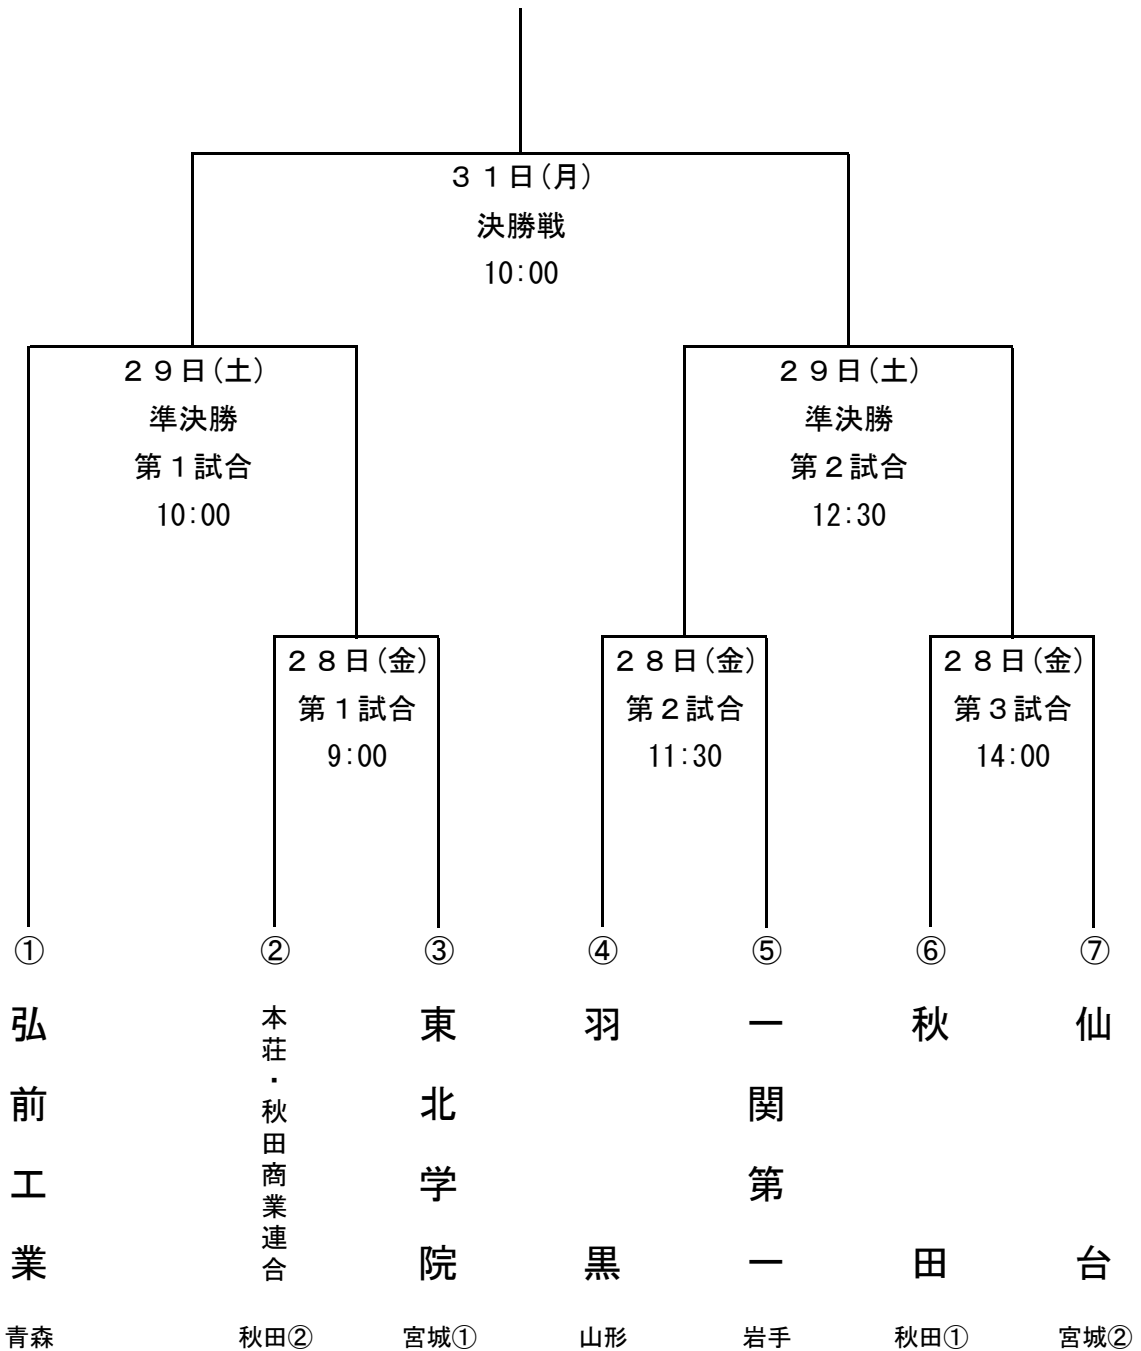 ３１日(月)
決勝戦
10:00
２９日(土)
準決勝
第１試合
10:00
２９日(土)
準決勝
第２試合
12:30
２８日(金)
第１試合
9:00
２８日(金)
第２試合
11:30
２８日(金)
第３試合
14:00
①
②
③
④
⑤
⑥
⑦
弘前工業
本荘・秋田商業連合
東北学院
羽黒
一関第一
秋田
仙台
青森
秋田②
宮城①
山形
岩手
秋田①
宮城②